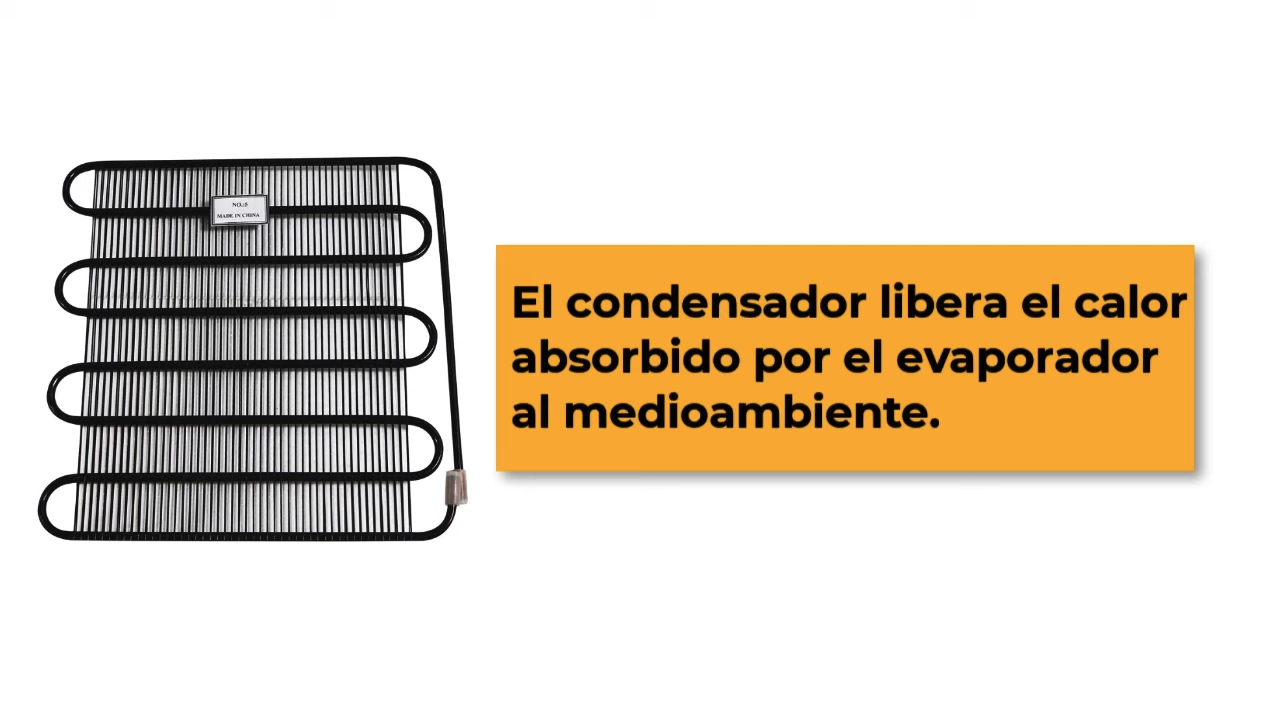 NO.:5
MADE IN CHINA
El condensador libera el calor
absorbido por el evaporador
al medioambiente.